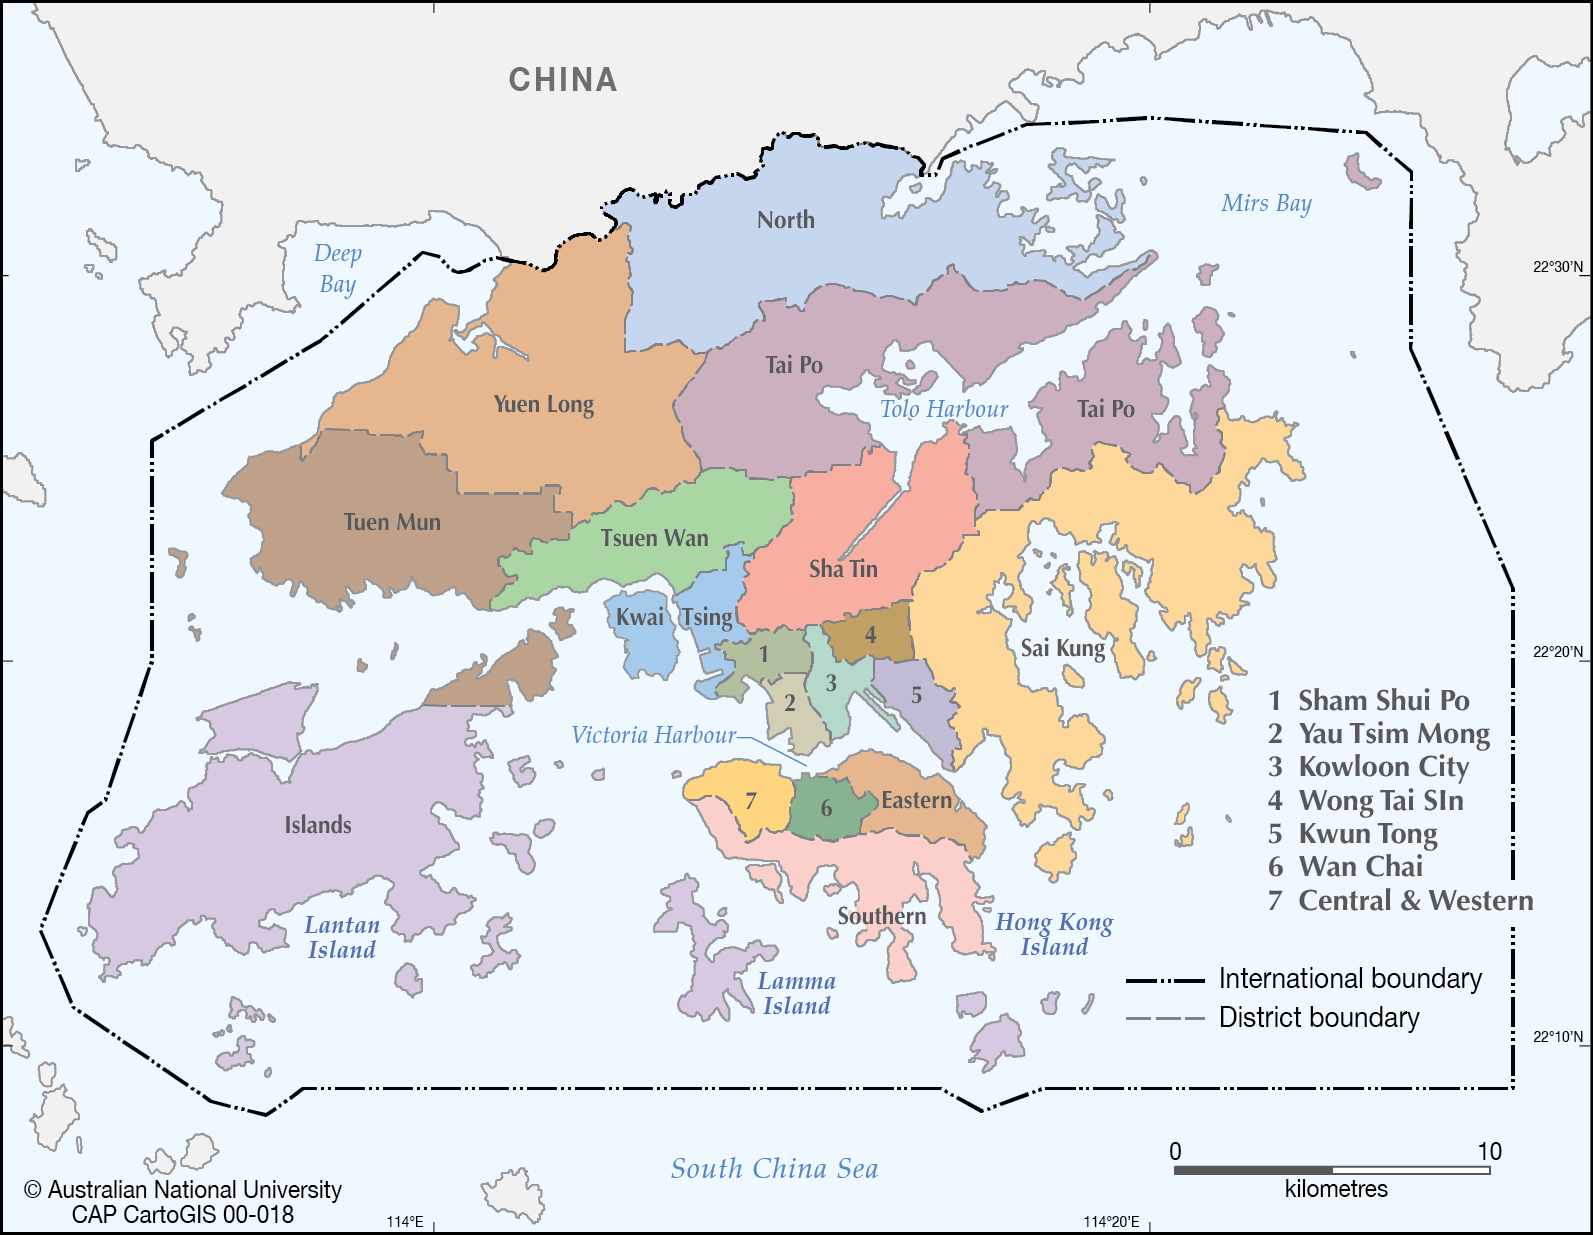 CHINA
North
Mirs Bay
Deep
Bay
22°30'N
Tai Po
Yuen Long
Tolo Harbour
Tai Po
Tuen Mun
Tsuen Wan
Sha Tin
Kwai Tsing
4
1
Sai Kung
22°20'N
3
5
2
1 Sham Shui Po
2 Yau Tsim Mong
3 Kowloon City
4 Wong Tai SIn
5 Kwun Tong
6 Wan Chai
7 Central & Western
Victoria Harbour
7
6
Eastern
Islands
Southern
Lantan
Island
Hong Kong
Island
Lamma
Island
International boundary
District boundary
22°10'N
0 10
kilometres
South China Sea
© Australian National University
CAP CartoGIS 00-018
114°E
114°20'E